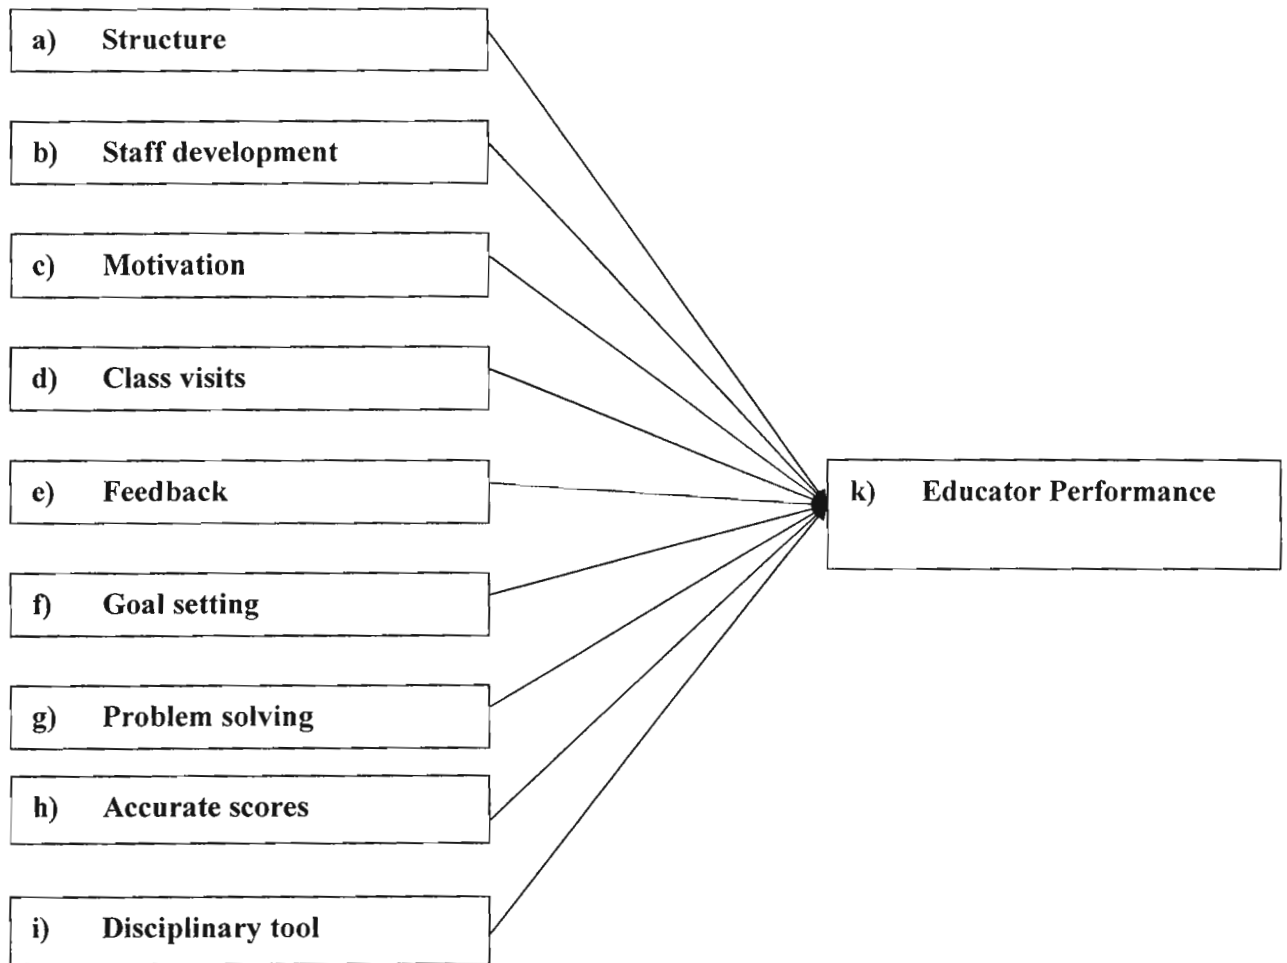 a) Structure
b) Staff development
c) Motivation
d) Class visits
e) Feedback
k) Educator Performance
f) Goal setting
g) Problem solving
h) Accurate scores
i) Disciplinary tool